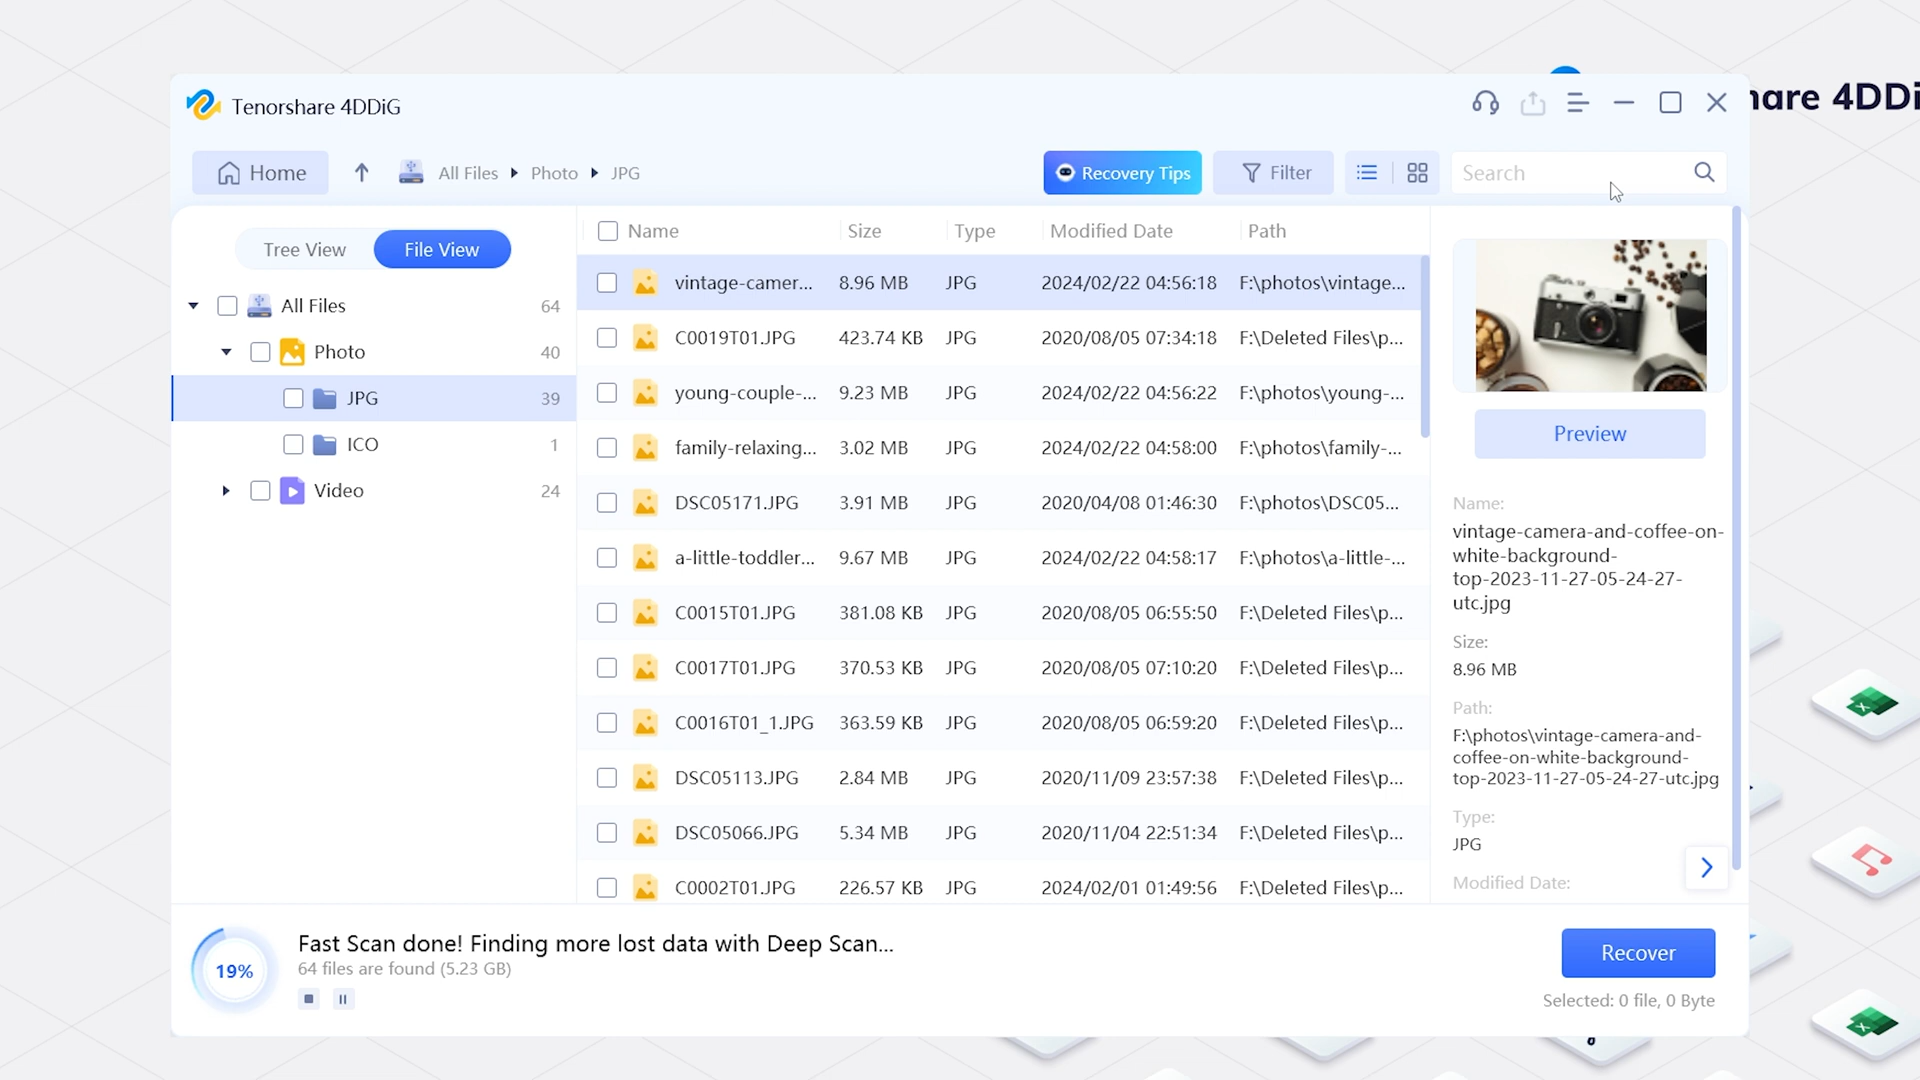 hare 4DDi
Tenorshare 4DDiG
Home
All Files
Photo
JPG
Recovery Tips
Filter
Search
Tree View
File View
All Files 64
Photo 40
JPG 39
ICO 1
Video 24
Name Size Type Modified Date Path
vintage-camer... 8.96 MB JPG 2024/02/22 04:56:18 F:\photos\vintage...
C0019T01.JPG 423.74 KB JPG 2020/08/05 07:34:18 F:\Deleted Files\p...
young-couple-... 9.23 MB JPG 2024/02/22 04:56:22 F:\photos\young-...
family-relaxing... 3.02 MB JPG 2024/02/22 04:58:00 F:\photos\family-...
DSC05171.JPG 3.91 MB JPG 2020/04/08 01:46:30 F:\photos\DSC05...
a-little-toddler... 9.67 MB JPG 2024/02/22 04:58:17 F:\photos\a-little-...
C0015T01.JPG 381.08 KB JPG 2020/08/05 06:55:50 F:\Deleted Files\p...
C0017T01.JPG 370.53 KB JPG 2020/08/05 07:10:20 F:\Deleted Files\p...
C0016T01_1.JPG 363.59 KB JPG 2020/08/05 06:59:20 F:\Deleted Files\p...
DSC05113.JPG 2.84 MB JPG 2020/11/09 23:57:38 F:\Deleted Files\p...
DSC05066.JPG 5.34 MB JPG 2020/11/04 22:51:34 F:\Deleted Files\p...
C0002T01.JPG 226.57 KB JPG 2024/02/01 01:49:56 F:\Deleted Files\p...
Preview
Name:
vintage-camera-and-coffee-on-
white-background-
top-2023-11-27-05-24-27-
utc.jpg
Size:
8.96 MB
Path:
F:\photos\vintage-camera-and-
coffee-on-white-background-
top-2023-11-27-05-24-27-utc.jpg
Type:
JPG
Modified Date:
19%
Fast Scan done! Finding more lost data with Deep Scan...
64 files are found (5.23 GB)
Recover
Selected: 0 file, 0 Byte